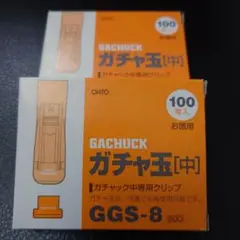 100
GACHUCK
OHTO
ガチャ玉[中]
100
お徳用
GACHUCK
ガチャ玉[中]
ガチャック中専用クリップ
GGS-8